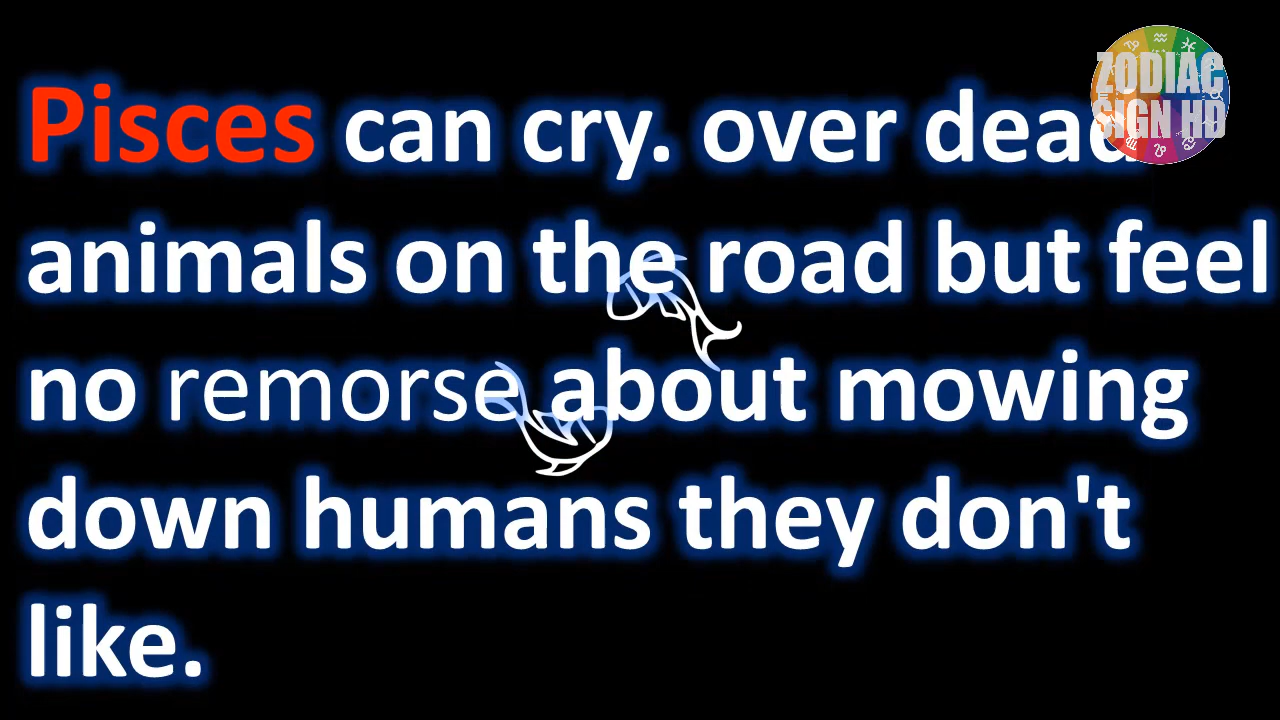 ZODIAC
SIGN HD
Pisces can cry. over dead
animals on the road but feel
no remorse about mowing
down humans they don't
like.